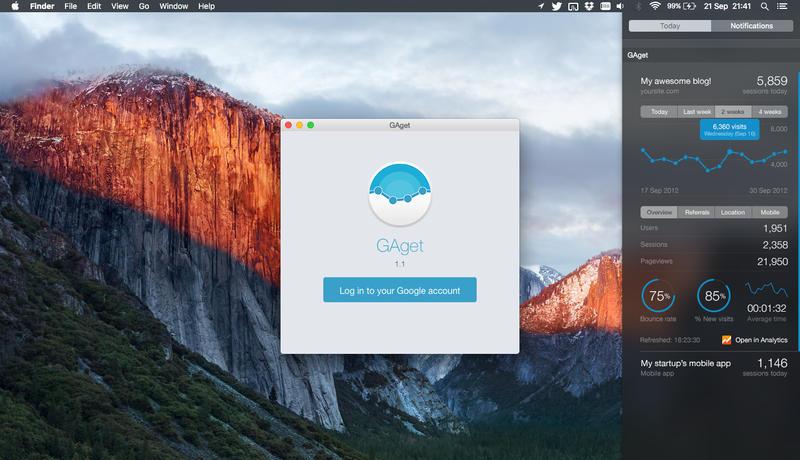 Finder File Edit View Go Window Help
99% 21 Sep 21:41
Today Notifications
GAget
My awesome blog! 5,859
yoursite.com sessions today
Today Last week 2 weeks 4 weeks
6,360 visits
Wednesday (Sep 16)
8,000
4,000
17 Sep 2012 30 Sep 2012
Overview Referrals Location Mobile
Users 1,951
Sessions 2,358
Pageviews 21,950
75% 85%
00:01:32
Bounce rate % New visits Average time
Refreshed: 18:23:30 Open in Analytics
My startup's mobile app 1,146
Mobile app sessions today
GAget
GAget
1.1
Log in to your Google account